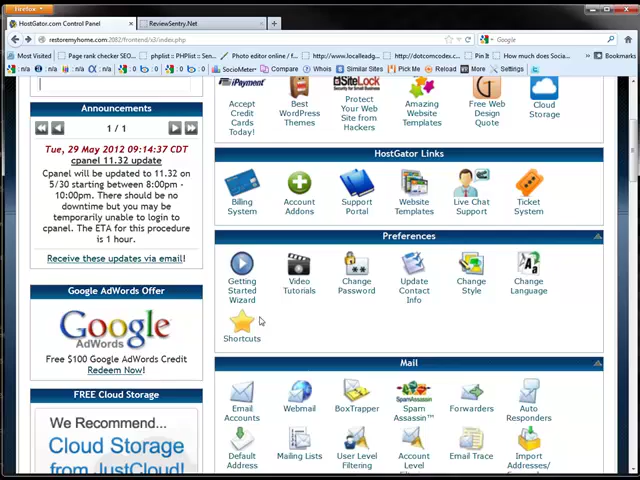 Firefox
HostGator.com Control Panel
ReviewSentry.Net
restoremyhome.com:2082/frontend/x3/index.php
Google
Most Visited
Page rank checker SEO...
phplist :: PHPlist :: Serv...
Photo editor online / fr...
http://www.localleadg...
http://dotcomcodex.c...
How much does Social...
Bookmarks
n/a
n/a
n/a
n/a
n/a
SocioMeter
Compare
Whois
Similar Sites
Pick Me
Reload
More
Settings
Announcements
1 / 1
Tue, 29 May 2012 09:14:37 CDT
cpanel 11.32 update
Cpanel will be updated to 11.32 on
5/30 starting between 8:00pm -
10:00pm. There should be no
downtime but you may be
temporarily unable to login to
cpanel. The ETA for this procedure
is 1 hour.
Receive these updates via email!
Google AdWords Offer
Google
AdWords
Free $100 Google AdWords Credit
Redeem Now!
FREE Cloud Storage
We Recommend...
Cloud Storage
from JustCloud!
iPayment
SiteLock
Accept
Credit
Cards
Today!
Best
WordPress
Themes
Protect
Your Web
Site from
Hackers
Amazing
Website
Templates
Free Web
Design
Quote
Cloud
Storage
HostGator Links
Billing
System
Account
Addons
Support
Portal
Website
Templates
Live Chat
Support
Ticket
System
Preferences
Getting
Started
Wizard
Video
Tutorials
Change
Password
Update
Contact
Info
Change
Style
Change
Language
Shortcuts
Mail
Email
Accounts
Webmail
BoxTrapper
SpamAssassin
Spam
Assassin™
Forwarders
Auto
Responders
Default
Address
Mailing Lists
User Level
Filtering
Account
Level
Email Trace
Import
Addresses/